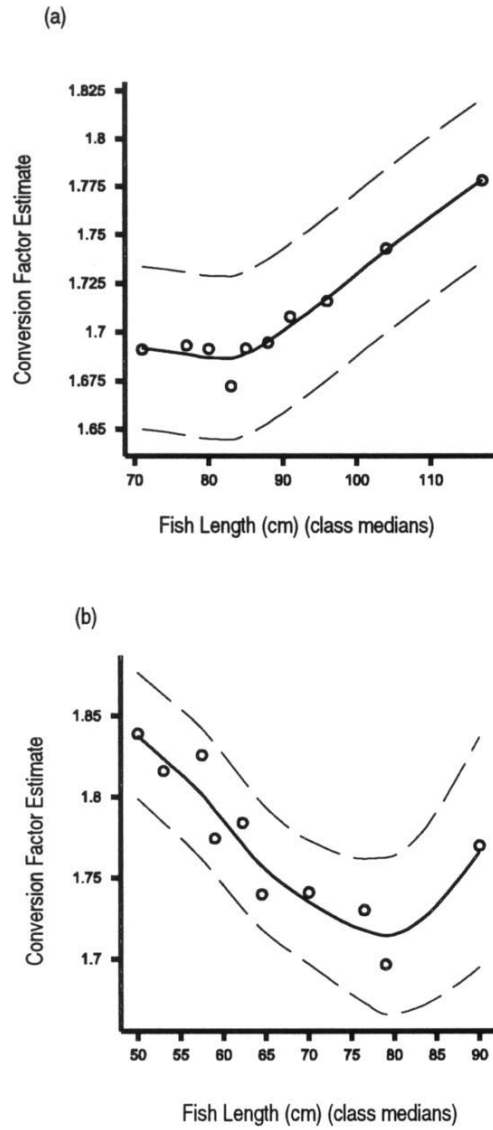 (a)
1.825
1.8
1.775
1.75
1.725
1.7
1.675
1.65
Conversion Factor Estimate
70 80 90 100 110
Fish Length (cm) (class medians)
(b)
1.85
1.8
1.75
1.7
Conversion Factor Estimate
50 55 60 65 70 75 80 85 90
Fish Length (cm) (class medians)